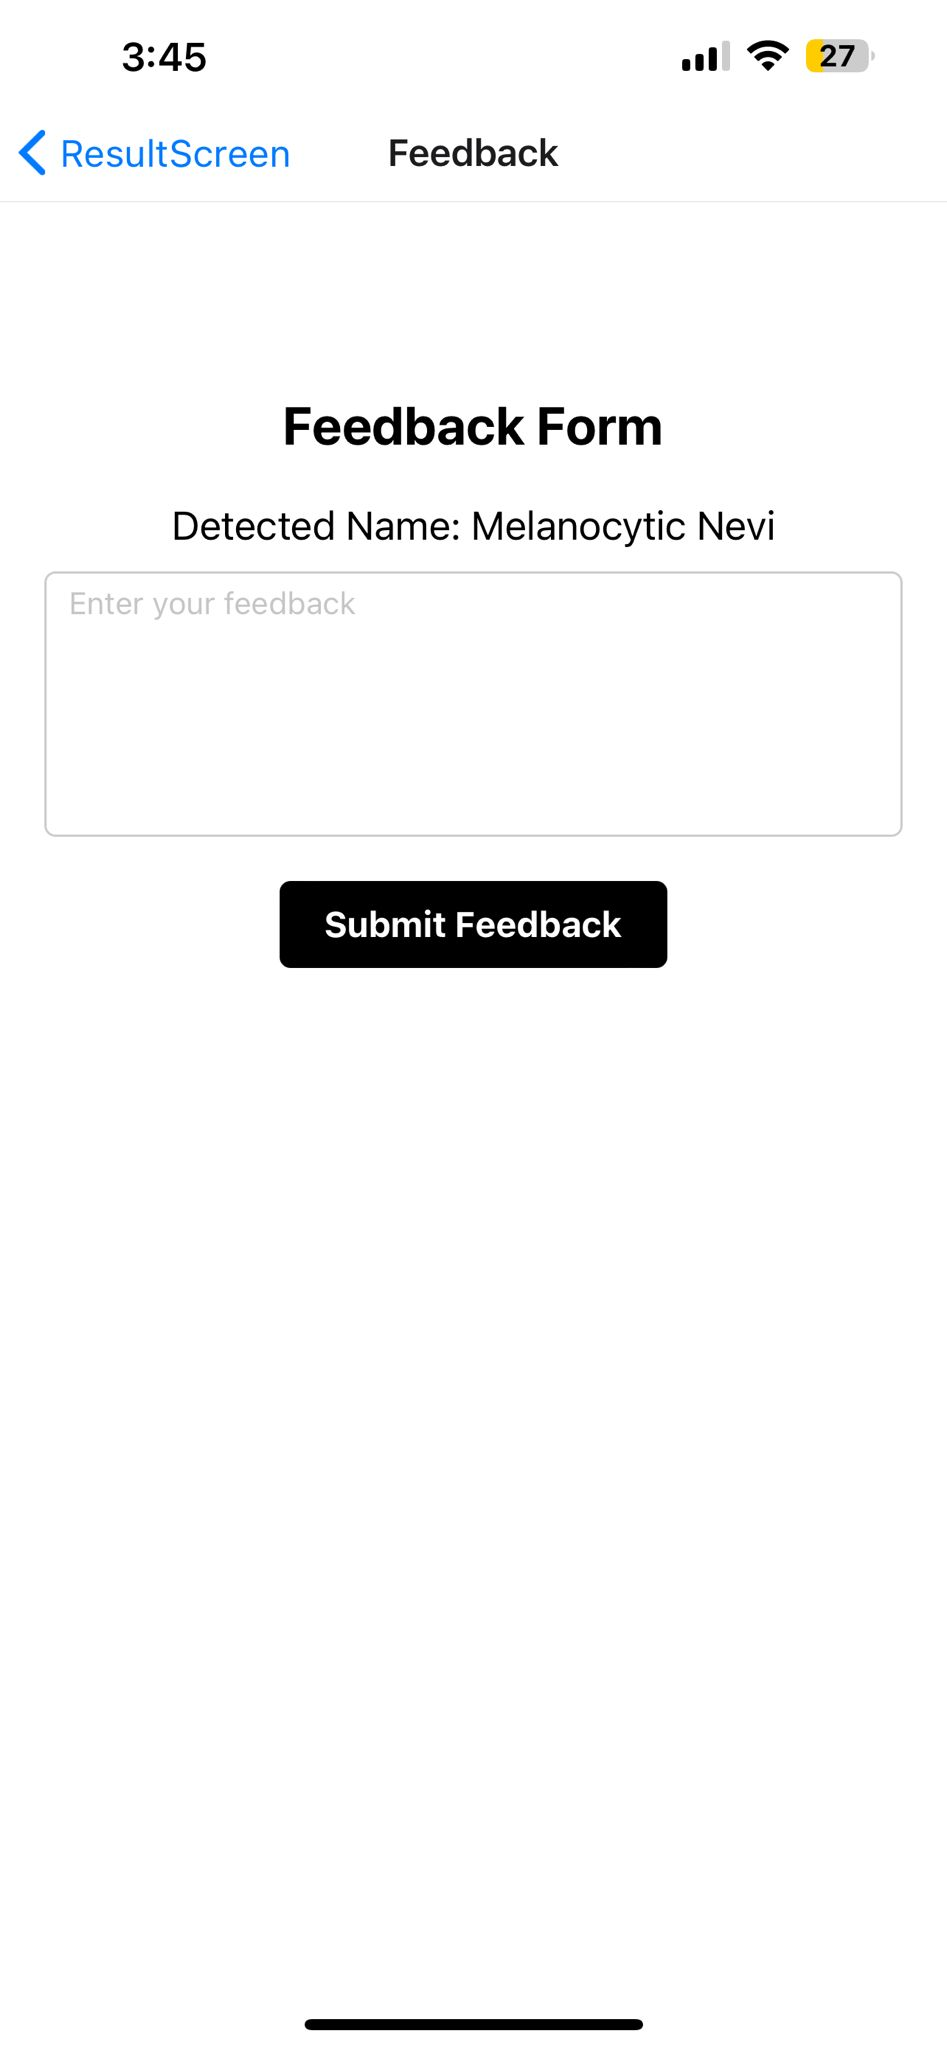 3:45
27
ResultScreen
Feedback
Feedback Form
Detected Name: Melanocytic Nevi
Enter your feedback
Submit Feedback